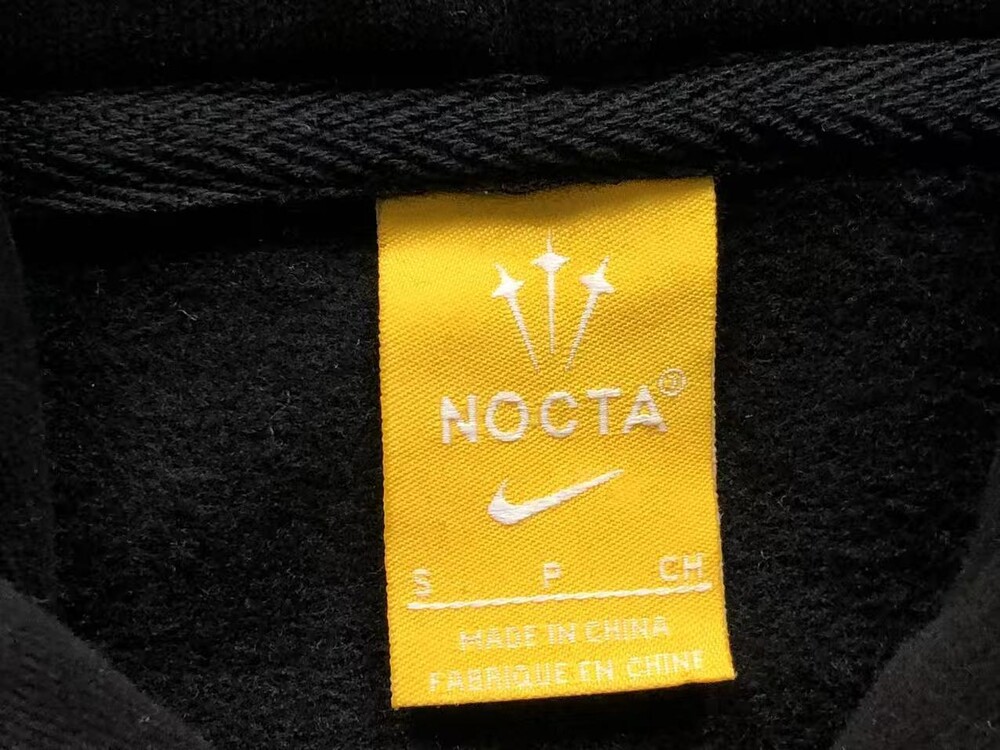 NOCTA®
S P CH
MADE IN CHINA
FABRIQUE EN CHINE